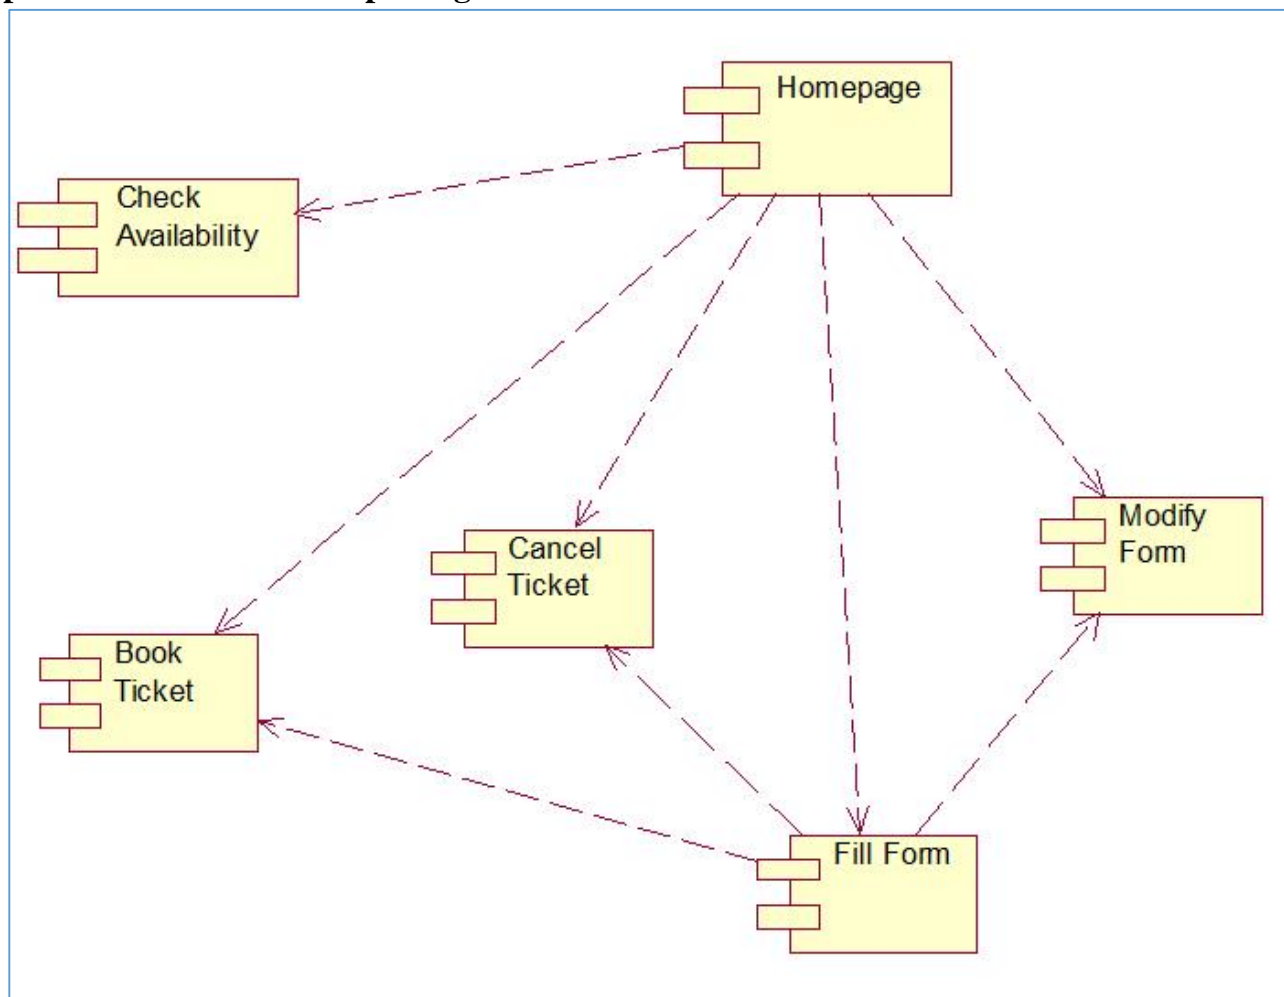 Homepage
Check
Availability
Modify
Form
Cancel
Ticket
Book
Ticket
Fill Form